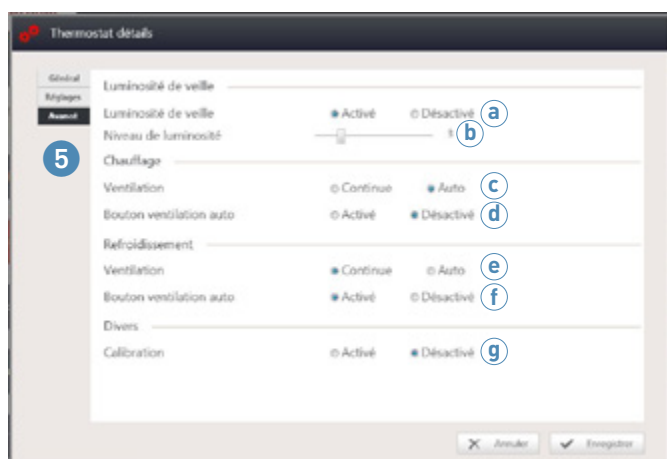 Thermostat détails
Général
Réglages
Avancé
5
Luminosité de veille
Luminosité de veille Activé Désactivé a
Niveau de luminosité b
Chauffage
Ventilation Continue Auto c
Bouton ventilation auto Activé Désactivé d
Refroidissement
Ventilation Continue Auto e
Bouton ventilation auto Activé Désactivé f
Divers
Calibration Activé Désactivé g
Annuler Enregistrer